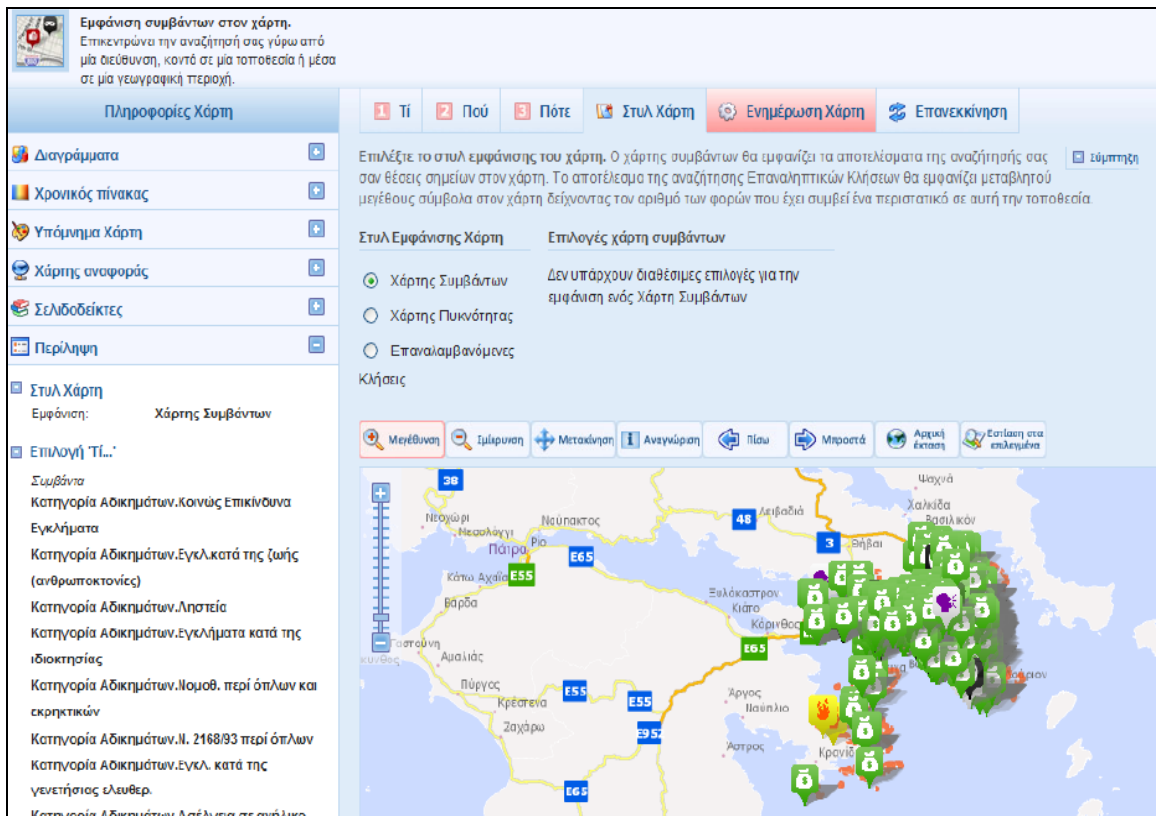 Εμφάνιση συμβάντων στον χάρτη.
Επικεντρώνει την αναζήτησή σας γύρω από
μία διεύθυνση, κοντά σε μία τοποθεσία ή μέσα
σε μία γεωγραφική περιοχή.
Πληροφορίες Χάρτη
Διαγράμματα
Χρονικός πίνακας
Υπόμνημα Χάρτη
Χάρτης αναφοράς
Σελιδοδείκτες
Περίληψη
Στυλ Χάρτη
Εμφάνιση: Χάρτης Συμβάντων
Επιλογή 'Τί...'
Συμβάντα
Κατηγορία Αδικημάτων.Κοινώς Επικίνδυνα
Εγκλήματα
Κατηγορία Αδικημάτων.Εγκλ.κατά της ζωής
(ανθρωποκτονίες)
Κατηγορία Αδικημάτων.Ληστεία
Κατηγορία Αδικημάτων.Εγκλήματα κατά της
ιδιοκτησίας
Κατηγορία Αδικημάτων.Νομοθ. περί όπλων και
εκρηκτικών
Κατηγορία Αδικημάτων.Ν. 2168/93 περί όπλων
Κατηγορία Αδικημάτων.Εγκλ. κατά της
γενετήσιας ελευθερ.
Κατηγορία Αδικημάτων.Ασέλγεια σε ανήλικο
1 Τί
2 Πού
3 Πότε
Στυλ Χάρτη
Ενημέρωση Χάρτη
Επανεκκίνηση
Επιλέξτε το στυλ εμφάνισης του χάρτη. Ο χάρτης συμβάντων θα εμφανίζει τα αποτελέσματα της αναζήτησής σας
Σύμπτηξη
σαν θέσεις σημείων στον χάρτη. Το αποτέλεσμα της αναζήτησης Επαναληπτικών Κλήσεων θα εμφανίζει μεταβλητού
μεγέθους σύμβολα στον χάρτη δείχνοντας τον αριθμό των φορών που έχει συμβεί ένα περιστατικό σε αυτή την τοποθεσία.
Στυλ Εμφάνισης Χάρτη
Επιλογές χάρτη συμβάντων
Χάρτης Συμβάντων
Χάρτης Πυκνότητας
Επαναλαμβανόμενες
Κλήσεις
Δεν υπάρχουν διαθέσιμες επιλογές για την
εμφάνιση ενός Χάρτη Συμβάντων
Μεγέθυνση
Σμίκρυνση
Μετακίνηση
Αναγνώριση
Πίσω
Μπροστά
Αρχική
έκταση
Εστίαση στα
επιλεγμένα
38
Ψαχνά
Χαλκίδα
Βασιλικόν
Νεοχώρι
Μεσολόγγι
Ναύπακτος
48
Λειβαδιά
Πάτρα
Ρίο
E65
3
Θήβαι
Κάτω Αχαΐα
E55
Βάρδα
Ξυλόκαστρον
Κιάτο
Κόρινθος
E65
Γαστούνη
Αμαλιάς
Πύργος
Κρέστενα
E55
E55
Ζαχάρω
E952
Άργος
Ναύπλιο
Άστρος
Κρανίδι
E65